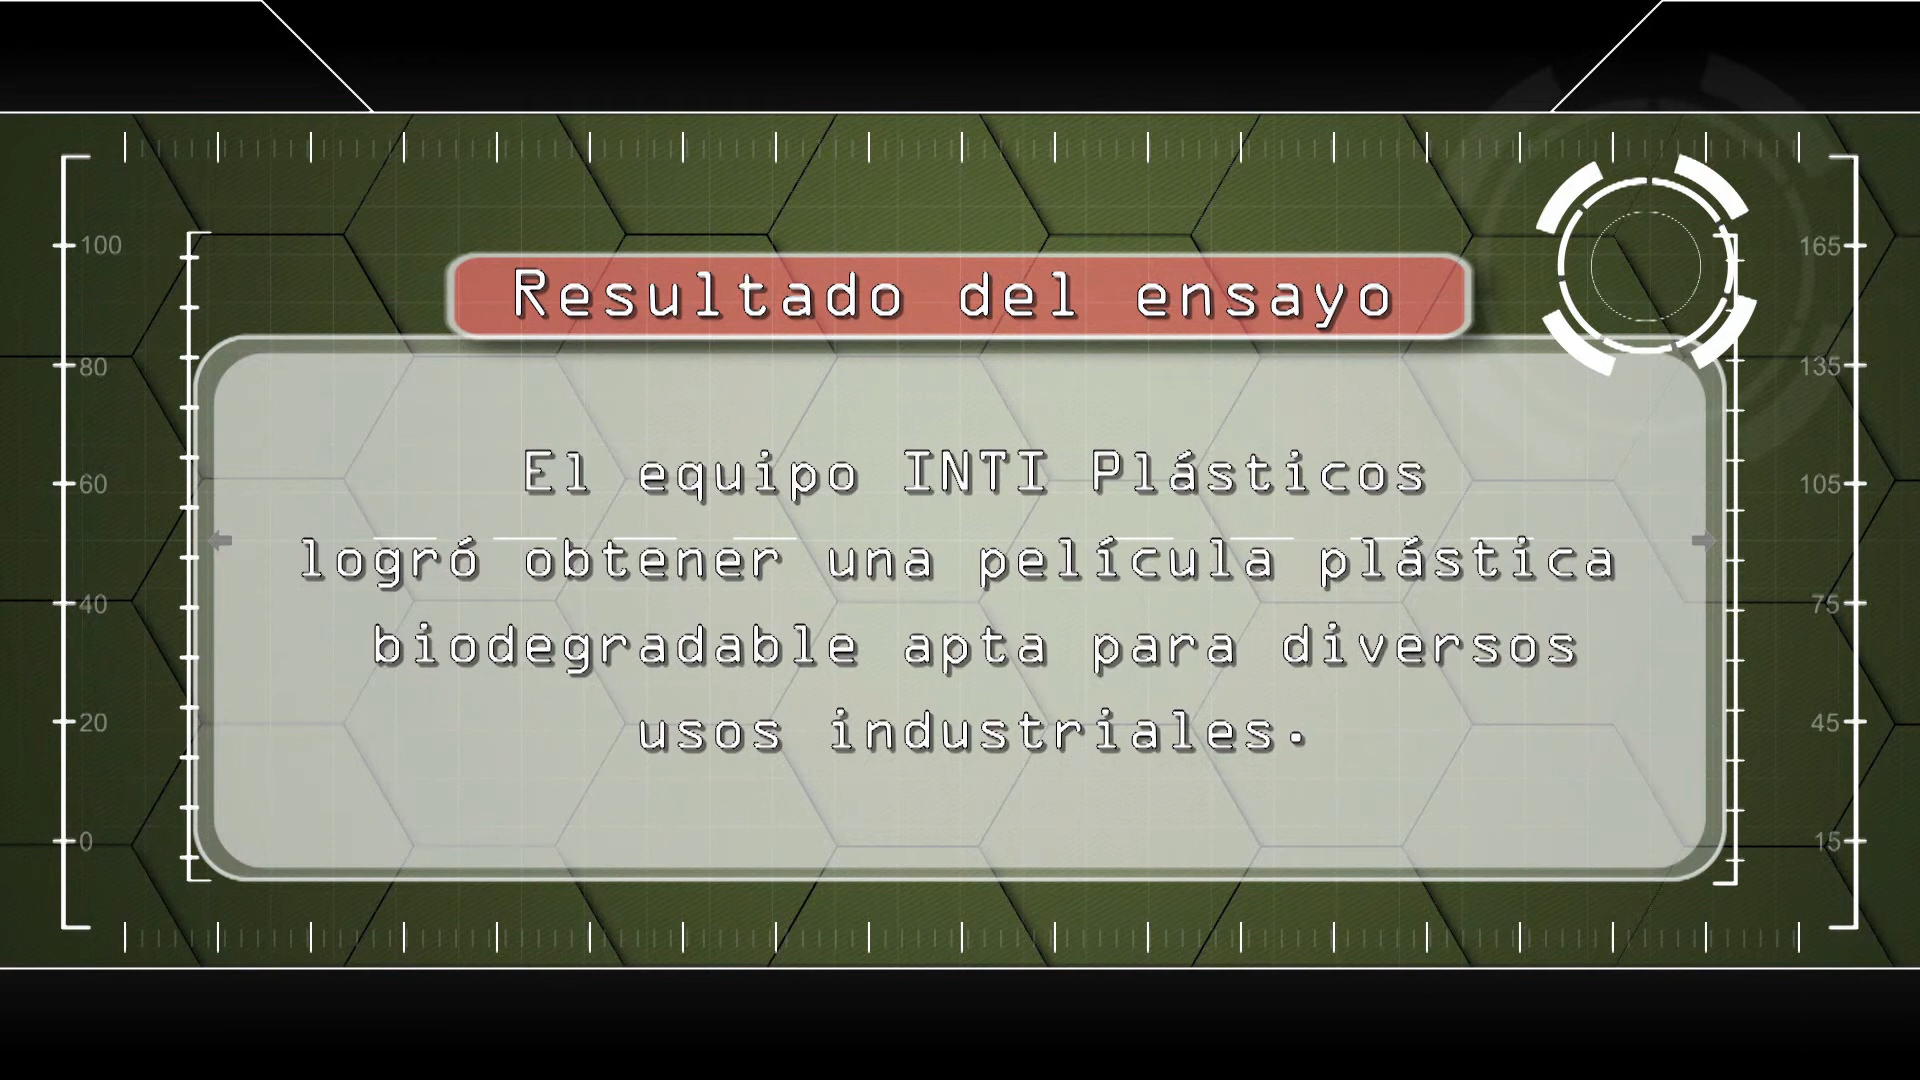 Resultado del ensayo
El equipo INTI Plásticos
logró obtener una película plástica
biodegradable apta para diversos
usos industriales.
100
80
60
40
20
0
165
135
105
75
45
15